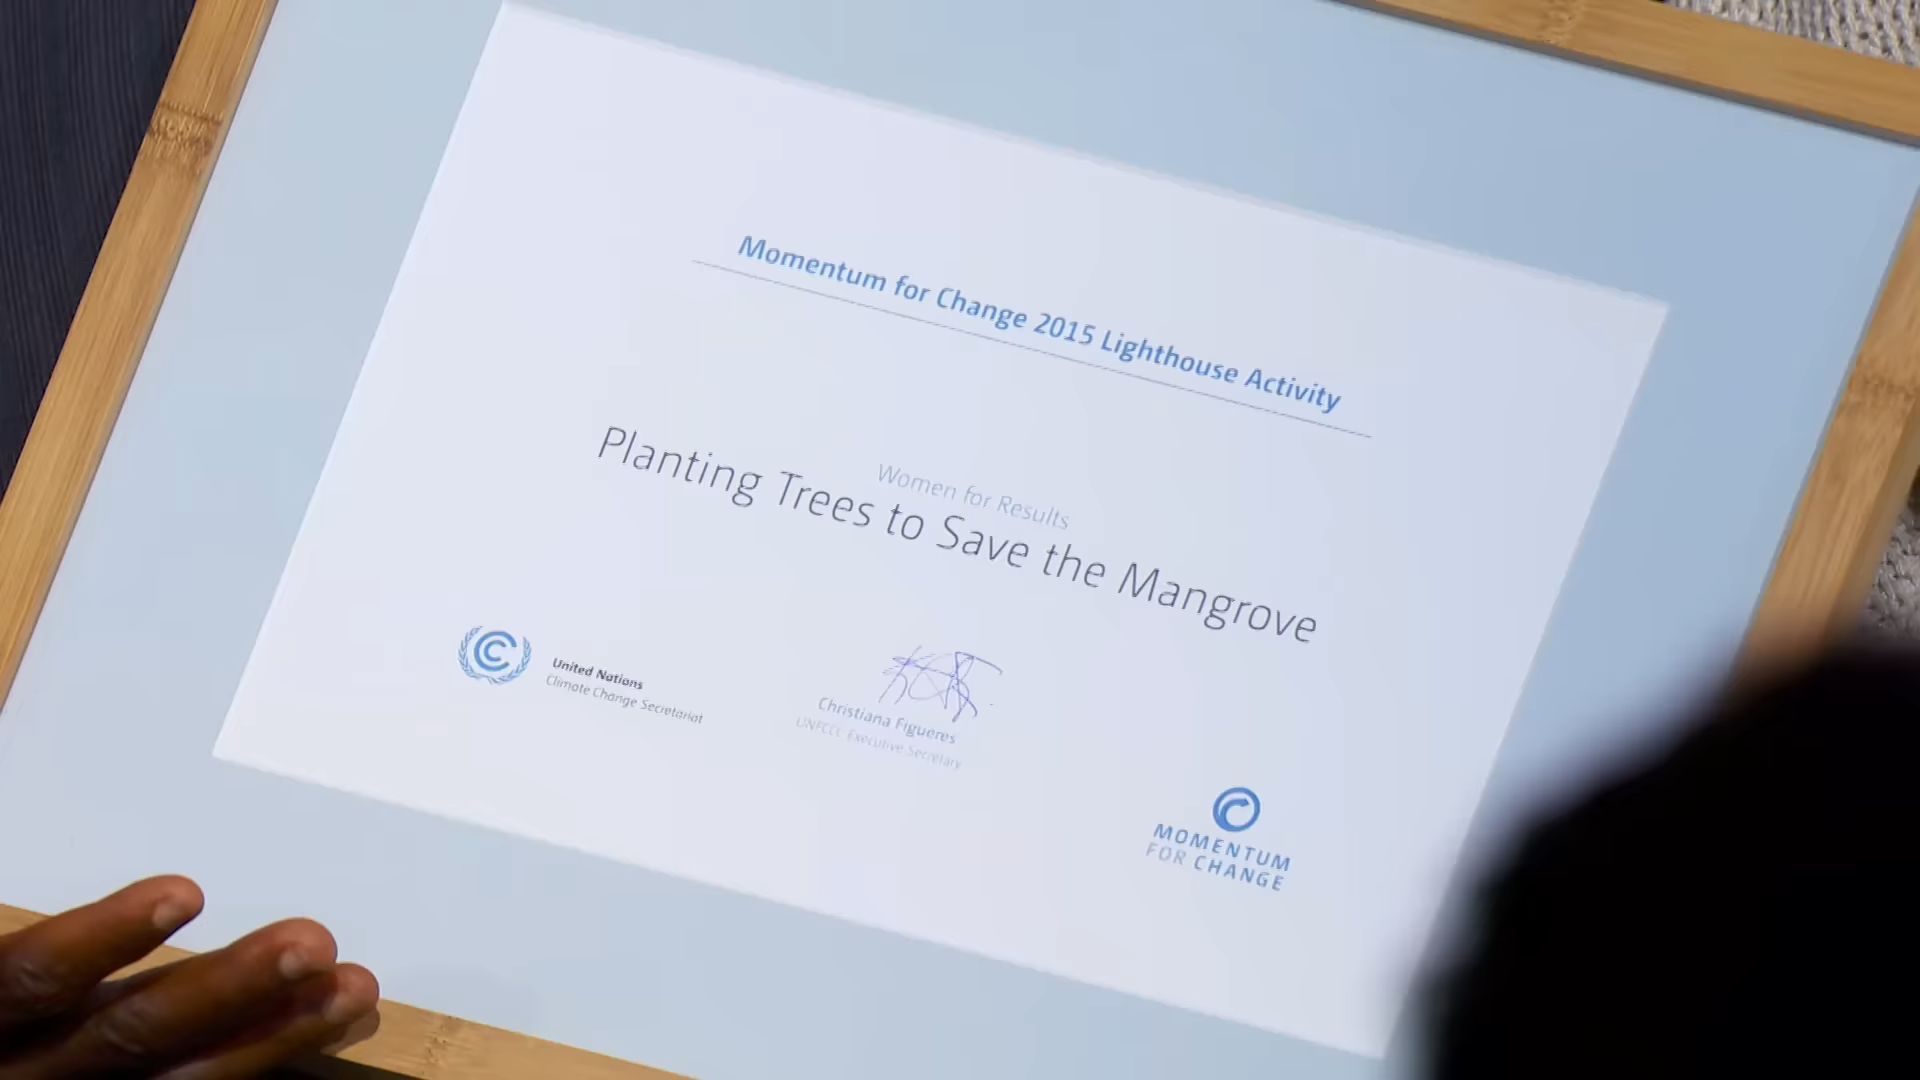 Momentum for Change 2015 Lighthouse Activity
Women for Results
Planting Trees to Save the Mangrove
United Nations
Climate Change Secretariat
Christiana Figueres
UNFCCC Executive Secretary
MOMENTUM
FOR CHANGE